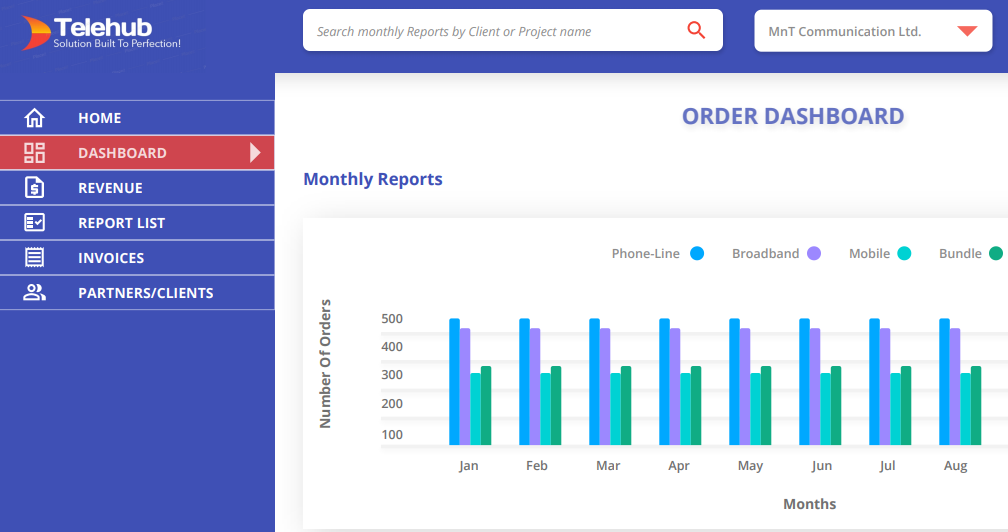 Telehub
Solution Built To Perfection!
Search monthly Reports by Client or Project name
MnT Communication Ltd.
HOME
DASHBOARD
REVENUE
REPORT LIST
INVOICES
PARTNERS/CLIENTS
ORDER DASHBOARD
Monthly Reports
Phone-Line Broadband Mobile Bundle
Number Of Orders
500
400
300
200
100
Jan Feb Mar Apr May Jun Jul Aug
Months